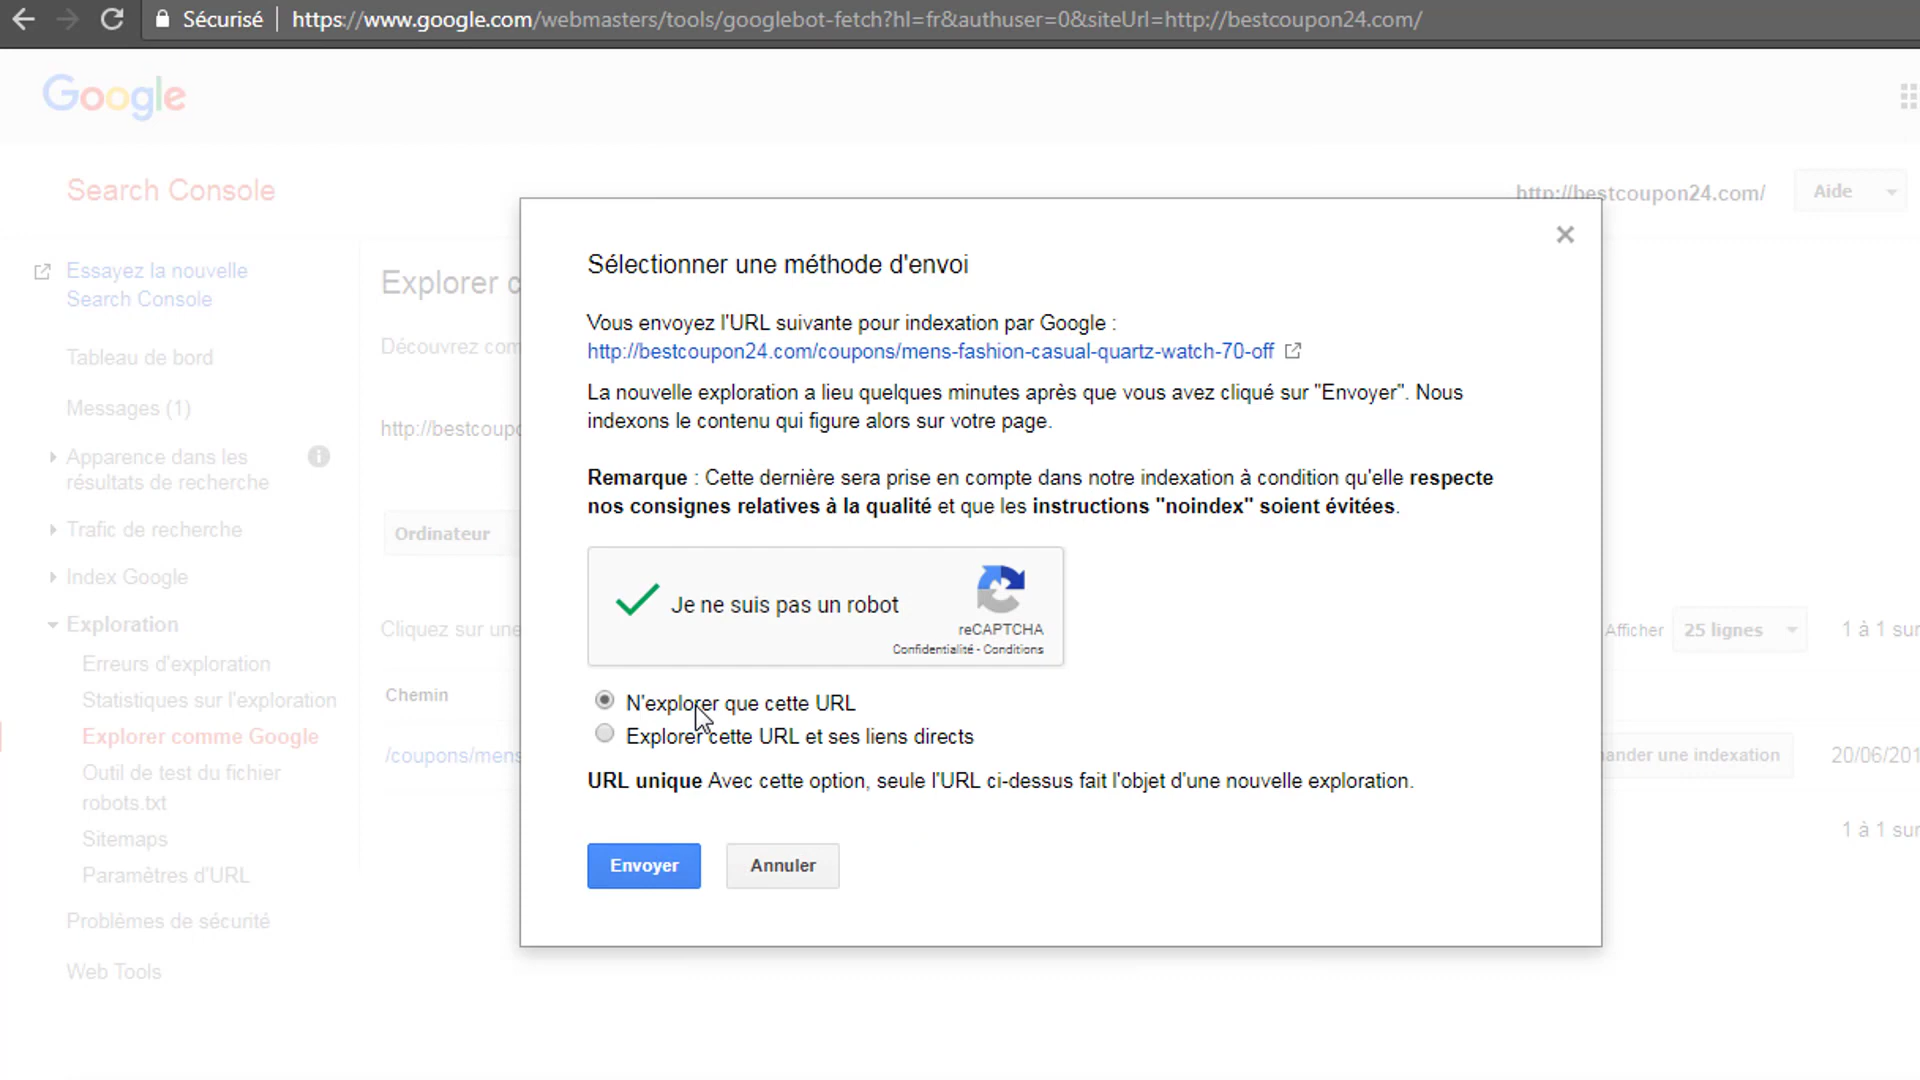 Sécurisé
https://www.google.com/webmasters/tools/googlebot-fetch?hl=fr&authuser=0&siteUrl=http://bestcoupon24.com/
Google
Search Console
http://bestcoupon24.com/
Aide
Essayez la nouvelle
Search Console
Tableau de bord
Messages (1)
Apparence dans les
résultats de recherche
Trafic de recherche
Index Google
Exploration
Erreurs d'exploration
Statistiques sur l'exploration
Explorer comme Google
Outil de test du fichier
robots.txt
Sitemaps
Paramètres d'URL
Problèmes de sécurité
Web Tools
Explorer c
Découvrez com
http://bestcoupo
Ordinateur
Cliquez sur une
Afficher
25 lignes
1 à 1 sur
Chemin
/coupons/mens
ander une indexation
20/06/201
1 à 1 sur
Sélectionner une méthode d'envoi
Vous envoyez l'URL suivante pour indexation par Google :
http://bestcoupon24.com/coupons/mens-fashion-casual-quartz-watch-70-off
La nouvelle exploration a lieu quelques minutes après que vous avez cliqué sur "Envoyer". Nous
indexons le contenu qui figure alors sur votre page.
Remarque : Cette dernière sera prise en compte dans notre indexation à condition qu'elle respecte
nos consignes relatives à la qualité et que les instructions "noindex" soient évitées.
Je ne suis pas un robot
reCAPTCHA
Confidentialité - Conditions
N'explorer que cette URL
Explorer cette URL et ses liens directs
URL unique Avec cette option, seule l'URL ci-dessus fait l'objet d'une nouvelle exploration.
Envoyer
Annuler